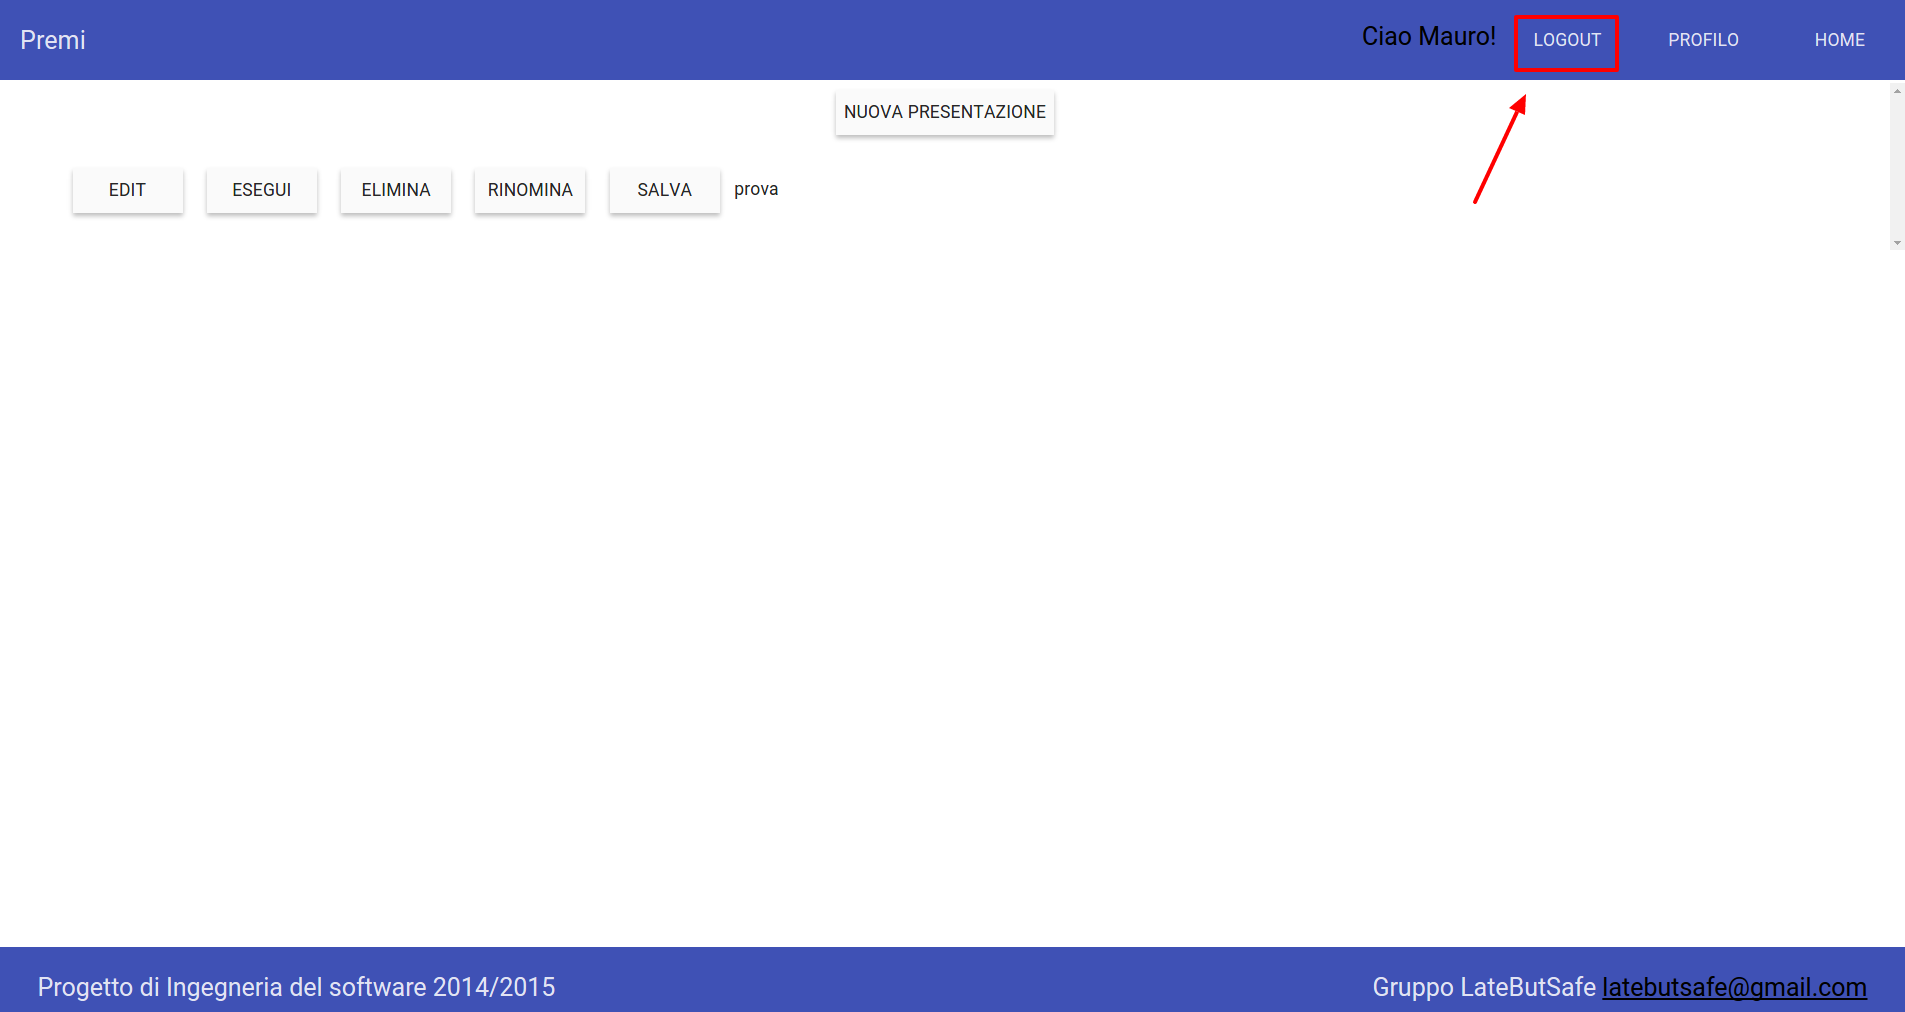 Premi
Ciao Mauro! LOGOUT PROFILO HOME
NUOVA PRESENTAZIONE
EDIT ESEGUI ELIMINA RINOMINA SALVA prova
Progetto di Ingegneria del software 2014/2015
Gruppo LateButSafe latebutsafe@gmail.com